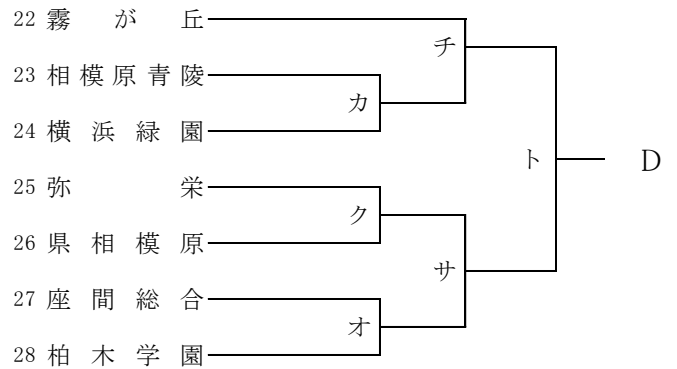 22 霧が丘
チ
23 相模原青陵
カ
24 横浜緑園
ト D
25 弥栄
ク
26 県相模原
サ
27 座間総合
オ
28 柏木学園